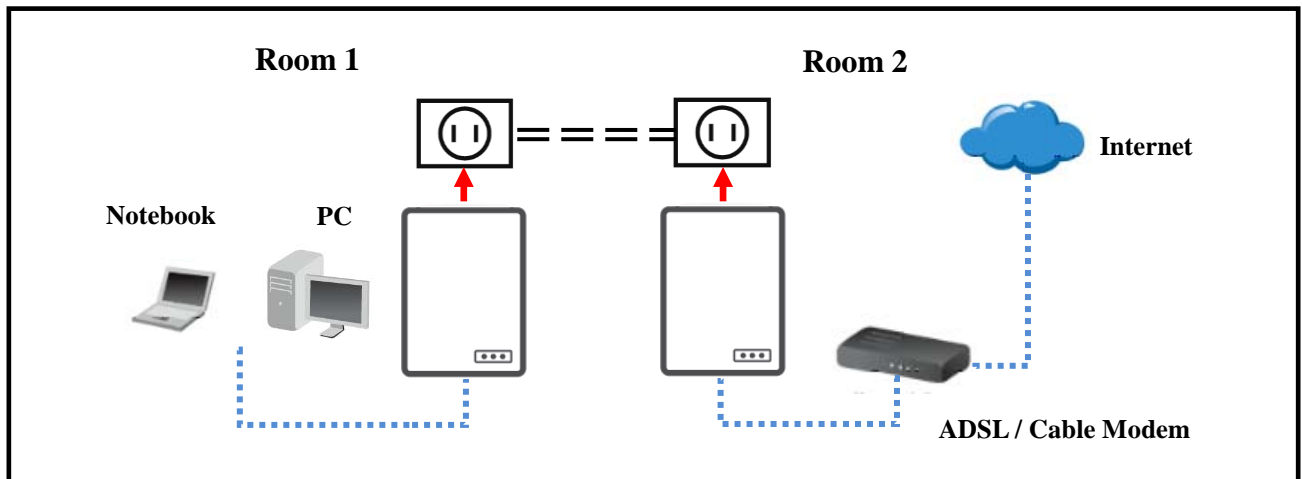 Room 1
Room 2
Internet
Notebook
PC
ADSL / Cable Modem